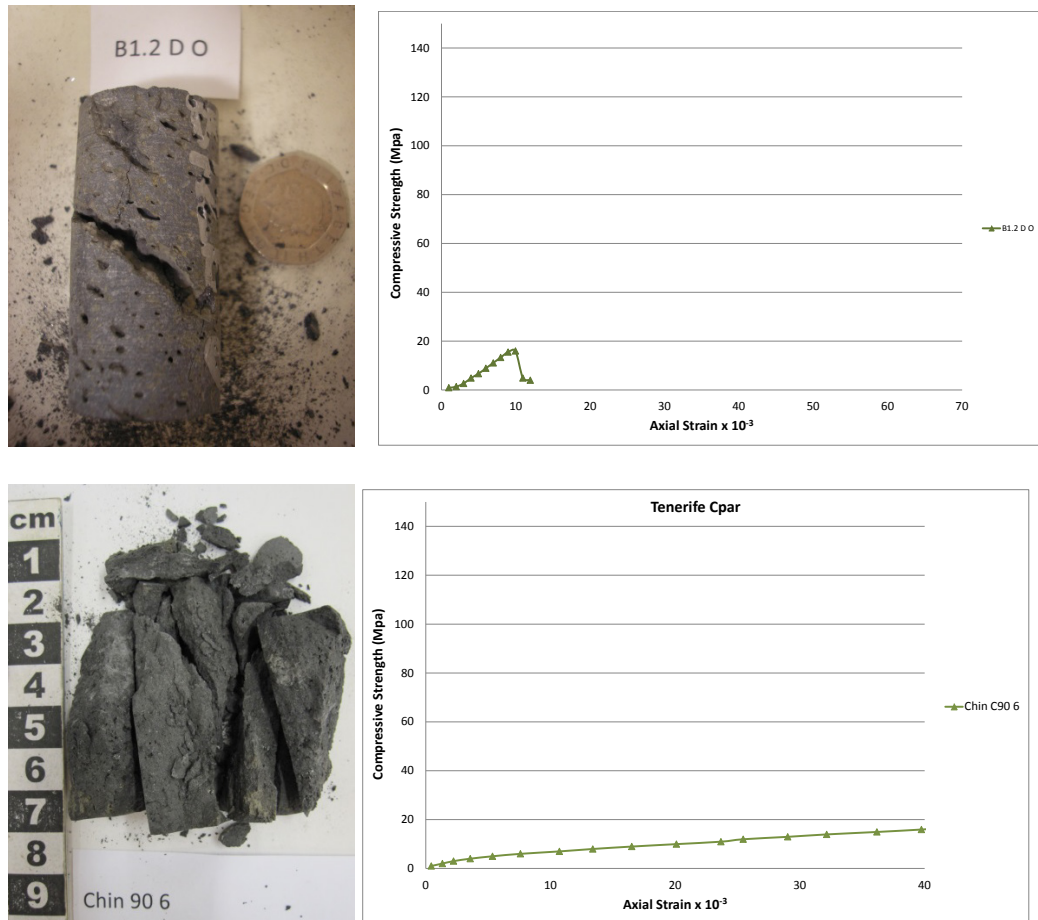 B1.2 D O
140
120
100
80
60
40
20
0
Compressive Strength (Mpa)
0 10 20 30 40 50 60 70
Axial Strain x 10-3
B1.2 D O
cm
1
2
3
4
5
6
7
8
9
Chin 90 6
Tenerife Cpar
140
120
100
80
60
40
20
0
Compressive Strength (Mpa)
0 10 20 30 40
Axial Strain x 10-3
Chin C90 6